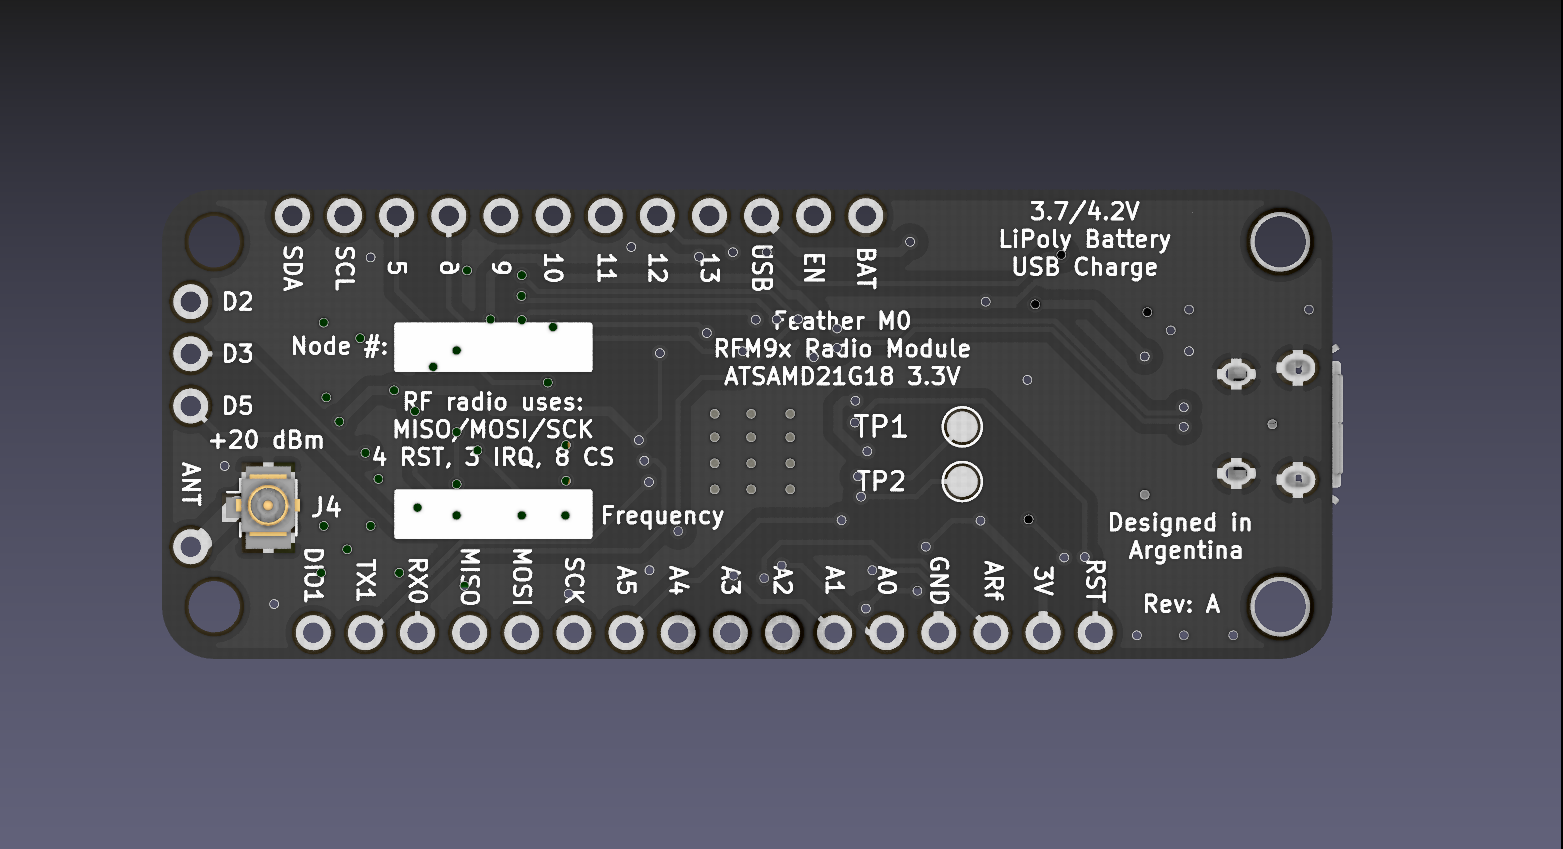 3.7/4.2V
LiPoly Battery
USB Charge
SDA
SCL
5
6
9
10
11
12
13
USB
EN
BAT
D2
D3
D5
Node #:
Feather M0
RFM9x Radio Module
ATSAMD21G18 3.3V
RF radio uses:
MISO/MOSI/SCK
4 RST, 3 IRQ, 8 CS
+20 dBm
ANT
J4
TP1
TP2
Frequency
Designed in
Argentina
Rev: A
DIO1
TX1
RX0
MISO
MOSI
SCK
A5
A4
A3
A2
A1
A0
GND
ARf
3V
RST